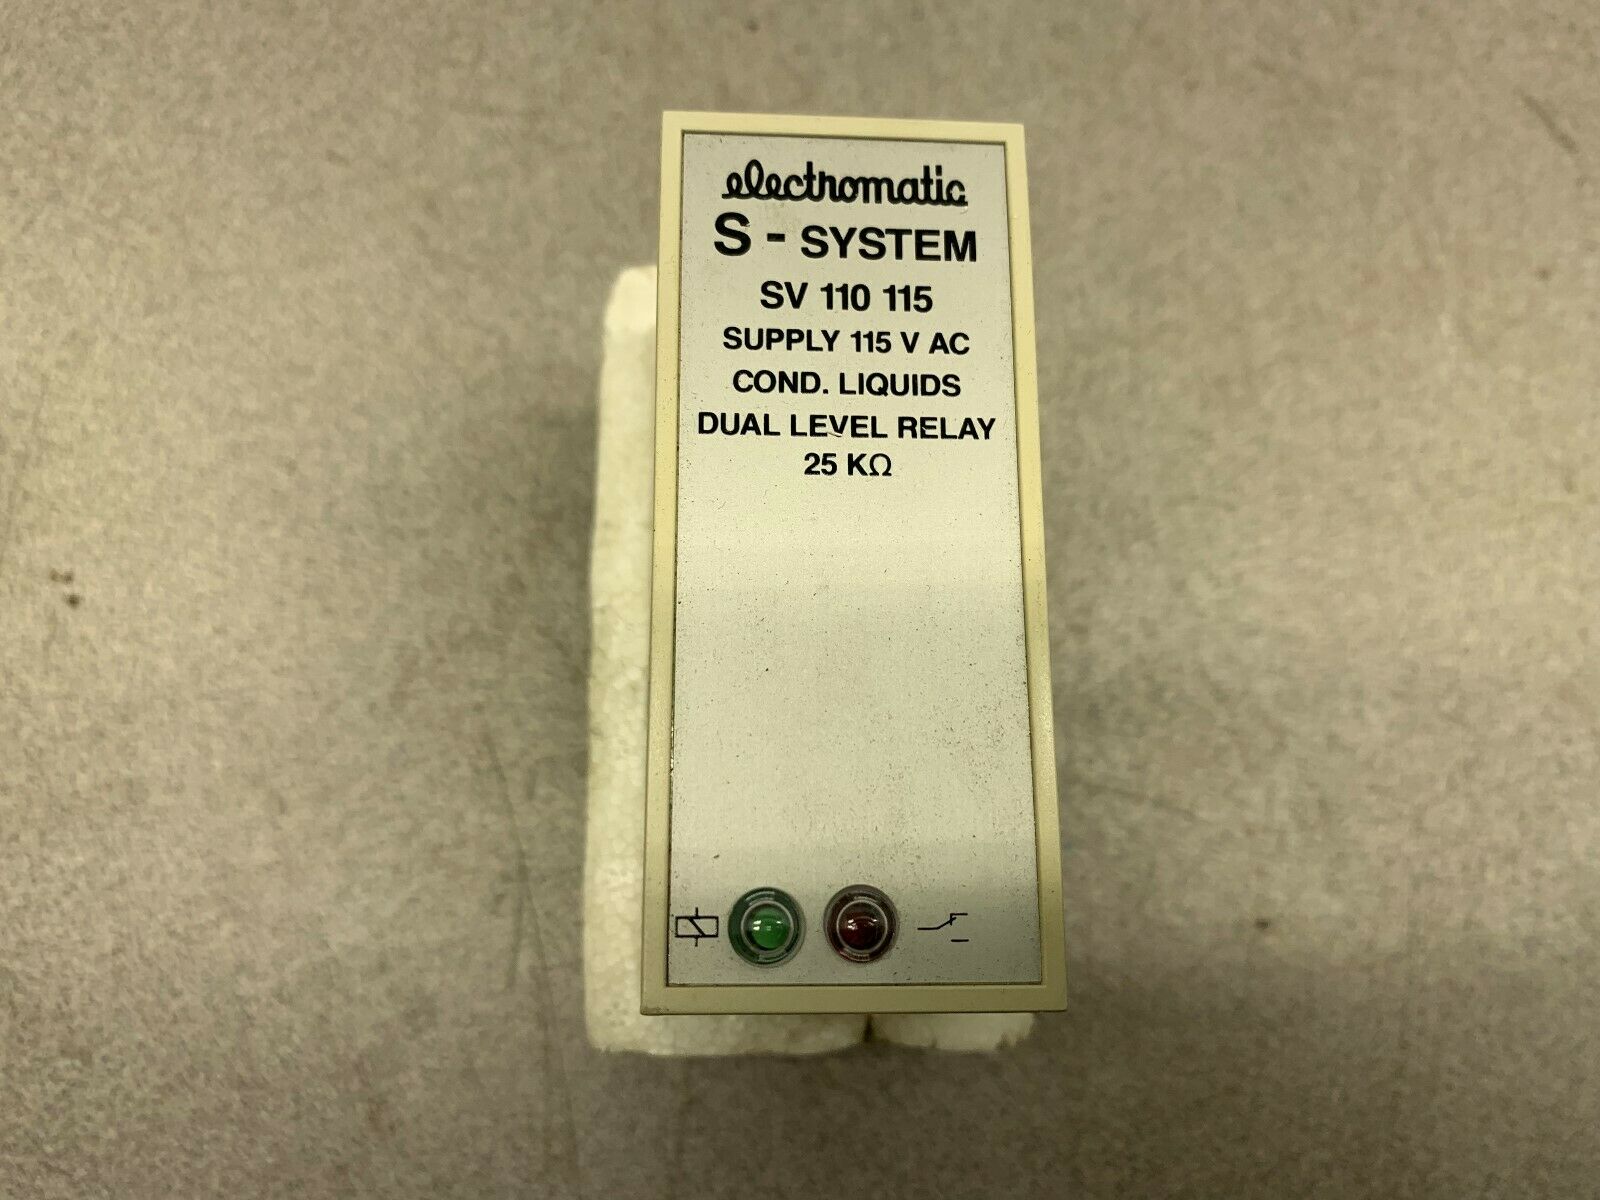 electromatic
S - SYSTEM
SV 110 115
SUPPLY 115 V AC
COND. LIQUIDS
DUAL LEVEL RELAY
25 KΩ